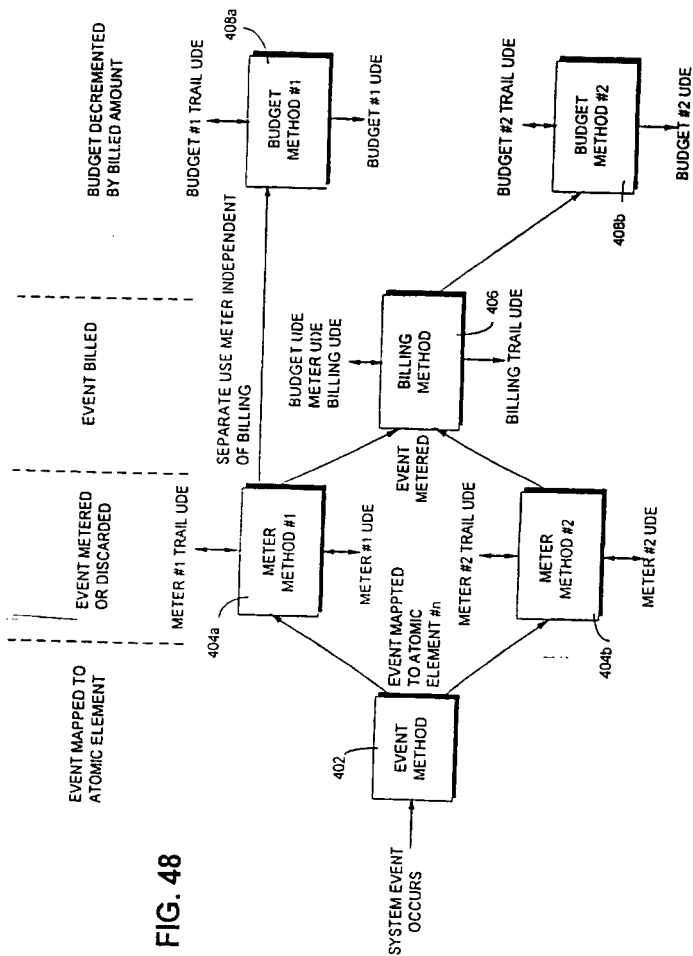 FIG. 48
EVENT MAPPED TO
ATOMIC ELEMENT
EVENT METERED
OR DISCARDED
EVENT BILLED
BUDGET DECREMENTED
BY BILLED AMOUNT
SYSTEM EVENT
OCCURS
402
EVENT
METHOD
EVENT MAPPTED
TO ATOMIC
ELEMENT #n
METER #1 TRAIL UDE
404a
METER
METHOD #1
METER #1 UDE
METER #2 TRAIL UDE
METER
METHOD #2
404b
METER #2 UDE
SEPARATE USE METER INDEPENDENT
OF BILLING
EVENT
METERED
BUDGET UDE
METER UDE
BILLING UDE
BILLING
METHOD
406
BILLING TRAIL UDE
BUDGET #1 TRAIL UDE
408a
BUDGET
METHOD #1
BUDGET #1 UDE
BUDGET #2 TRAIL UDE
BUDGET
METHOD #2
408b
BUDGET #2 UDE